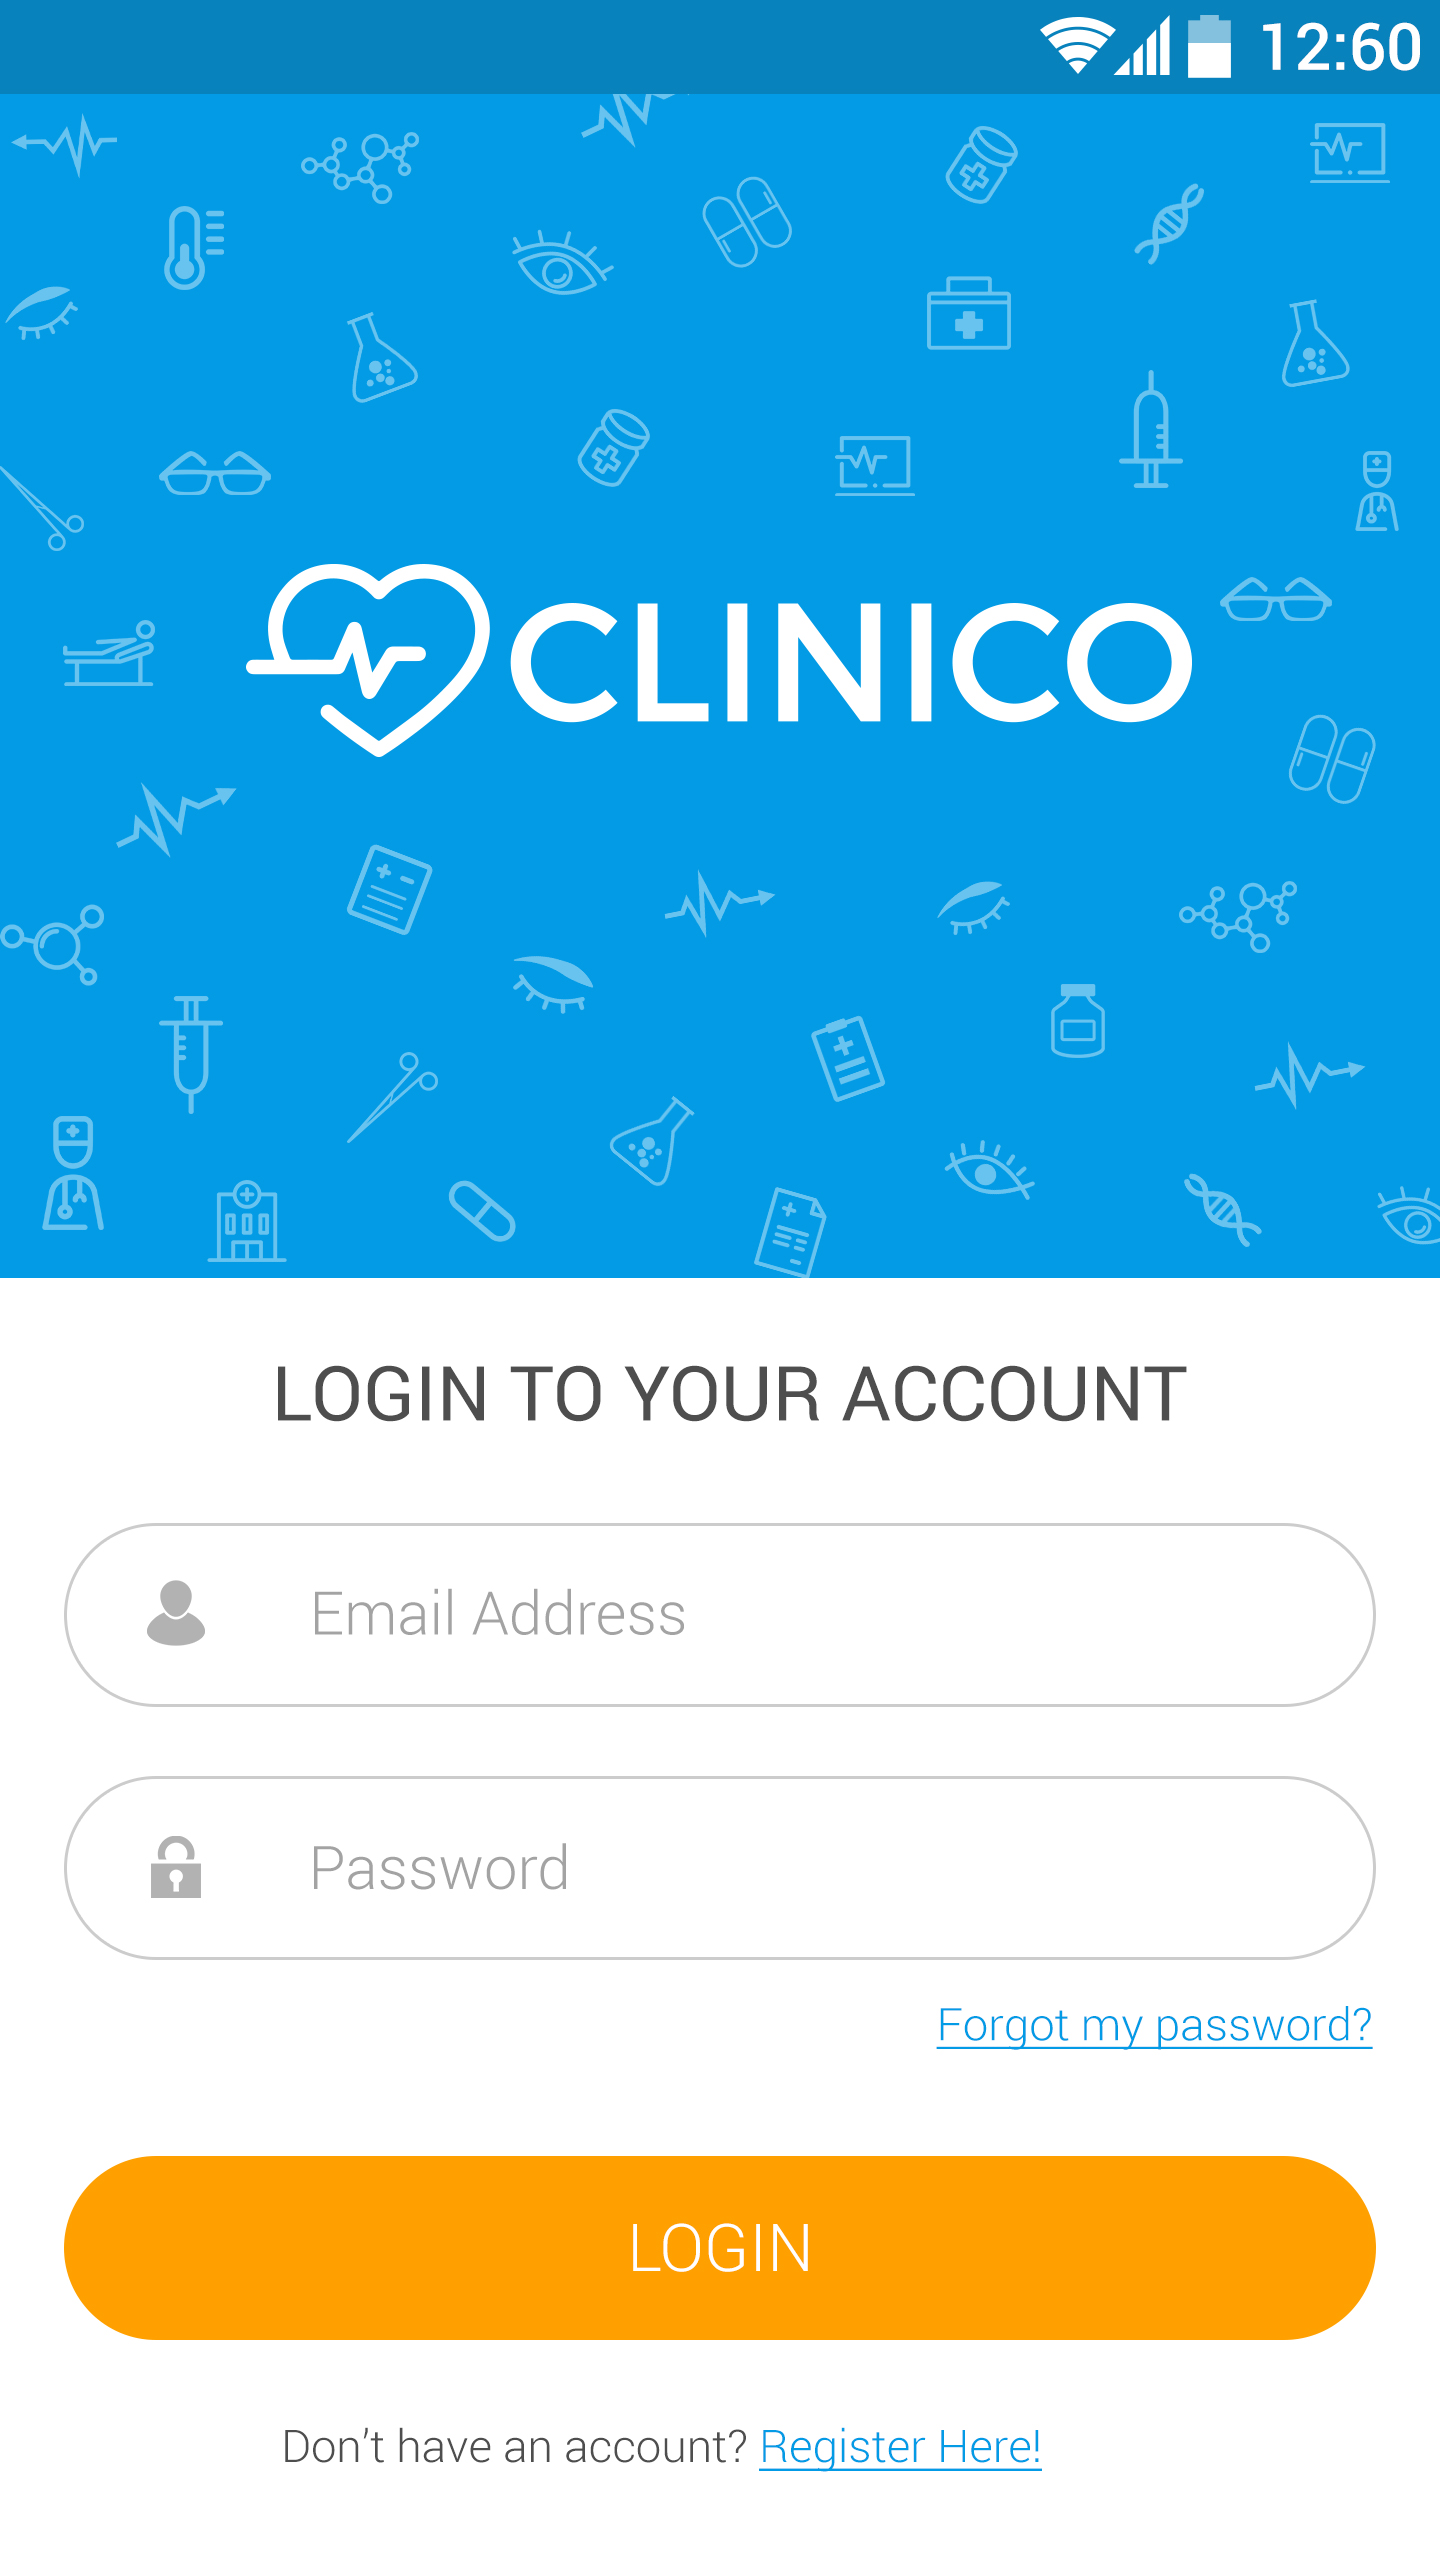 12:60
CLINICO
LOGIN TO YOUR ACCOUNT
Email Address
Password
Forgot my password?
LOGIN
Don't have an account? Register Here!